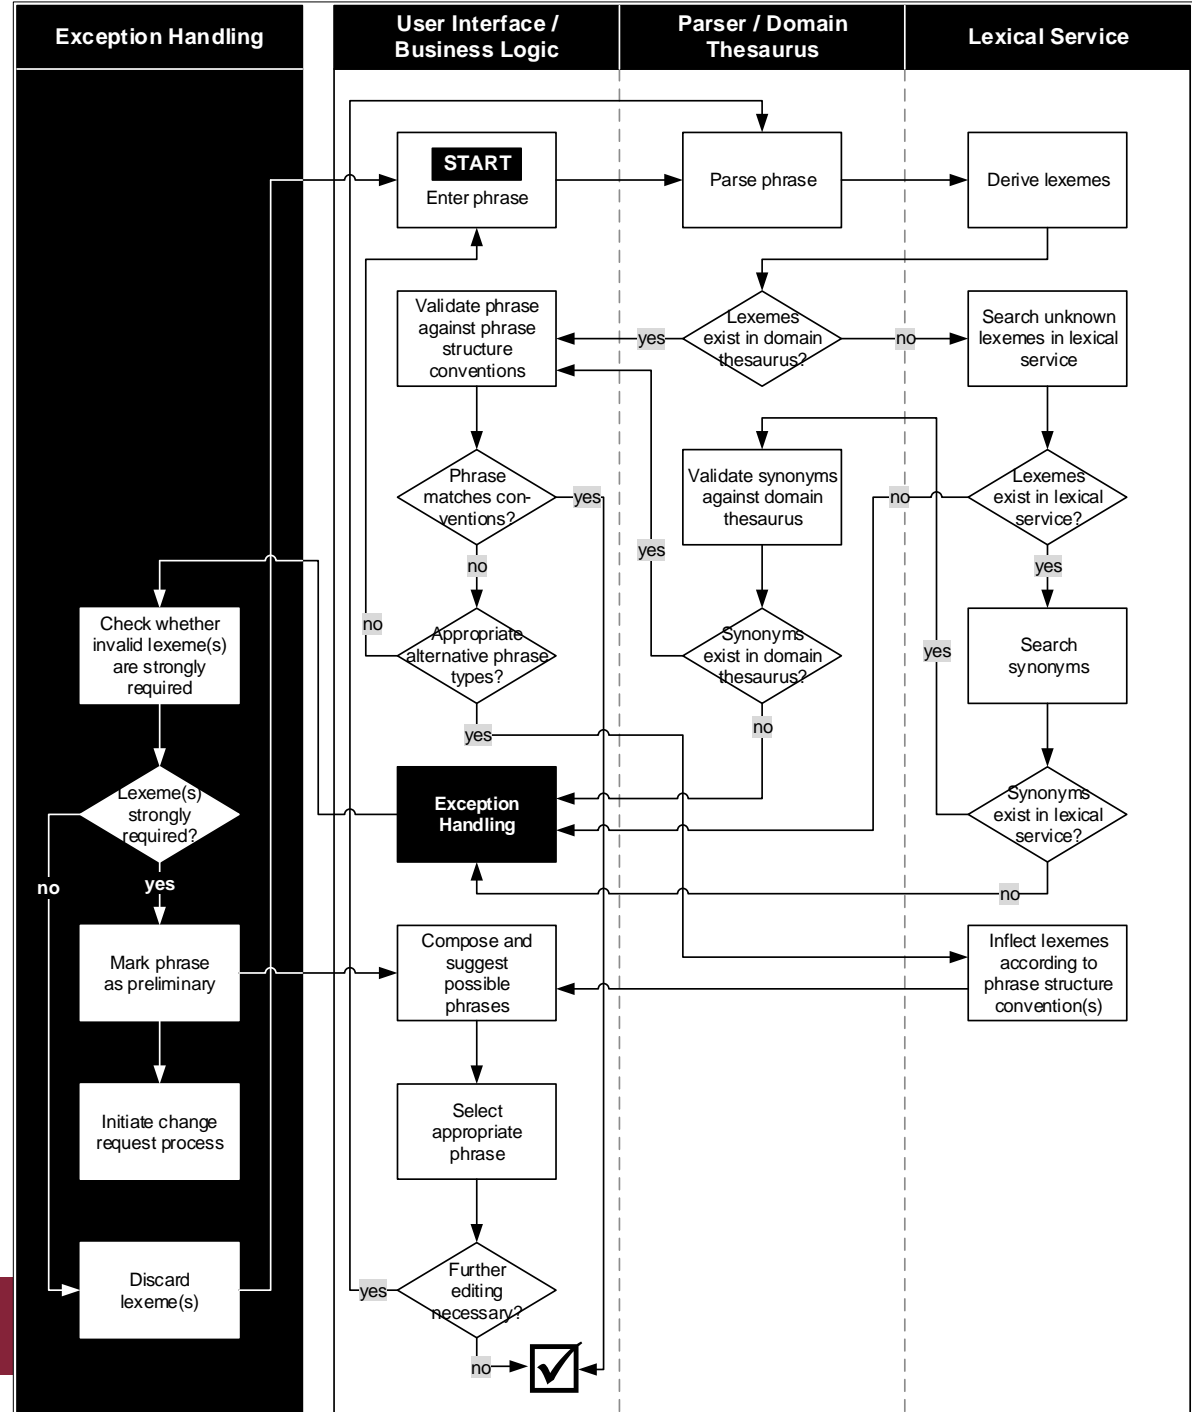 Exception Handling
User Interface /
Business Logic
Parser / Domain
Thesaurus
Lexical Service
START
Enter phrase
Parse phrase
Derive lexemes
Validate phrase
against phrase
structure
conventions
yes
Lexemes
exist in domain
thesaurus?
no
Search unknown
lexemes in lexical
service
Phrase
matches con-
ventions?
yes
Validate synonyms
against domain
thesaurus
no
Lexemes
exist in lexical
service?
no
yes
yes
Check whether
invalid lexeme(s)
are strongly
required
no
Appropriate
alternative phrase
types?
Synonyms
exist in domain
thesaurus?
yes
Search
synonyms
yes
no
Lexeme(s)
strongly
required?
Exception
Handling
Synonyms
exist in lexical
service?
no
yes
no
Mark phrase
as preliminary
Compose and
suggest
possible
phrases
Inflect lexemes
according to
phrase structure
convention(s)
Initiate change
request process
Select
appropriate
phrase
Discard
lexeme(s)
yes
Further
editing
necessary?
no